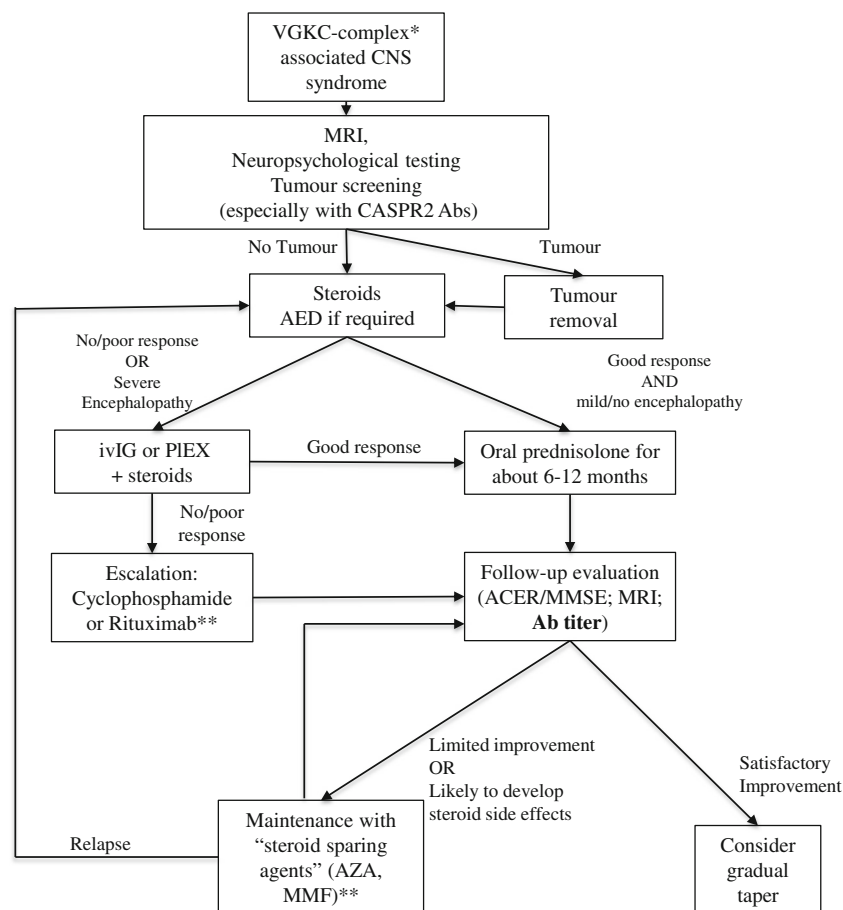 VGKC-complex*
associated CNS
syndrome
MRI,
Neuropsychological testing
Tumour screening
(especially with CASPR2 Abs)
No Tumour
Tumour
Steroids
AED if required
Tumour
removal
No/poor response
OR
Severe
Encephalopathy
Good response
AND
mild/no encephalopathy
ivIG or PlEX
+ steroids
Good response
Oral prednisolone for
about 6-12 months
No/poor
response
Escalation:
Cyclophosphamide
or Rituximab**
Follow-up evaluation
(ACER/MMSE; MRI;
Ab titer)
Limited improvement
OR
Likely to develop
steroid side effects
Satisfactory
Improvement
Relapse
Maintenance with
“steroid sparing
agents” (AZA,
MMF)**
Consider
gradual
taper